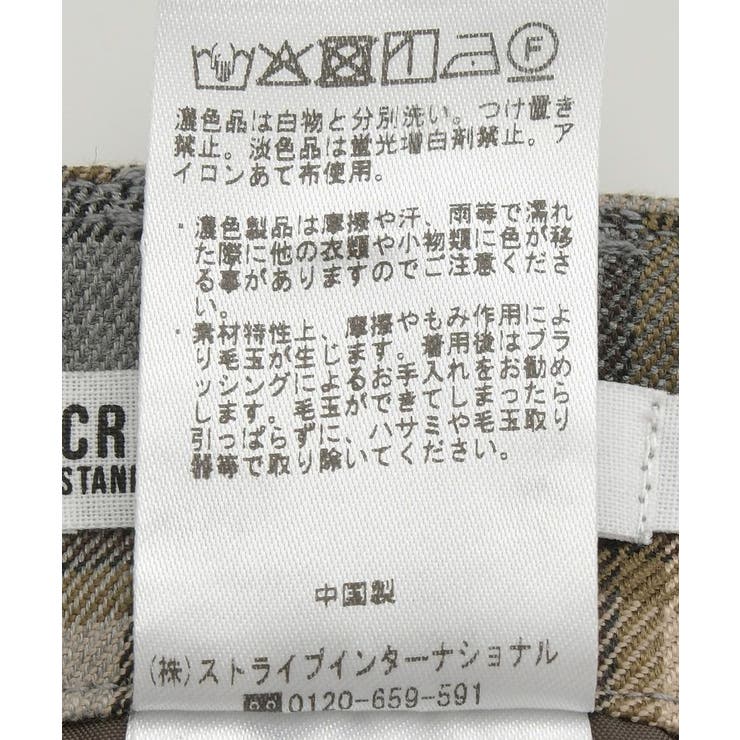 濃色品は白物と分別洗い。つけ置き
禁止。淡色品は蛍光増白剤禁止。ア
イロンあて布使用。
・濃色製品は摩擦や汗、雨等で濡れ
た際に他の衣類や小物類に色が移
る事がありますのでご注意くださ
い。
・素材特性上、摩擦やもみ作用によ
り毛玉が生じます。着用後はブラ
ッシングによるお手入れをお勧め
します。毛玉ができてしまったら
引っぱらずに、ハサミや毛玉取り
器等で取り除いてください。
CR
STAN
中国製
(株)ストライプインターナショナル
0120-659-591